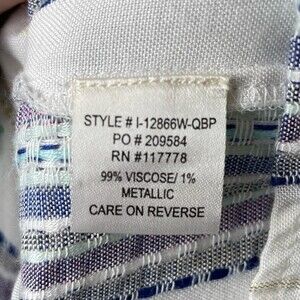 STYLE # I-12866W-QBP
PO # 209584
RN #117778
99% VISCOSE/ 1%
METALLIC
CARE ON REVERSE